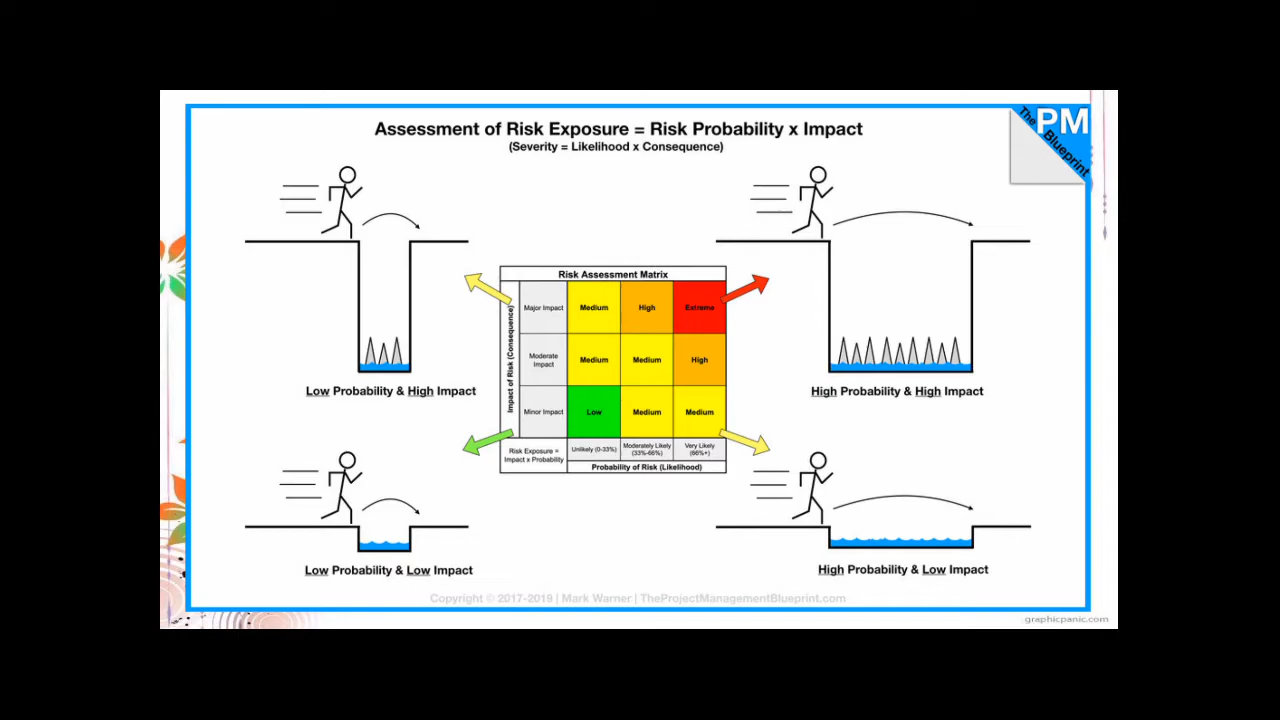 Assessment of Risk Exposure = Risk Probability x Impact
(Severity = Likelihood x Consequence)
The
PM
Blueprint
Risk Assessment Matrix
Impact of Risk (Consequence)
Major Impact
Medium
High
Extreme
Moderate
Impact
Medium
Medium
High
Minor Impact
Low
Medium
Medium
Risk Exposure =
Impact x Probability
Unlikely (0-33%)
Moderately Likely
(33%-66%)
Very Likely
(66%+)
Probability of Risk (Likelihood)
Low Probability & High Impact
High Probability & High Impact
Low Probability & Low Impact
High Probability & Low Impact
Copyright © 2017-2019 | Mark Warner | TheProjectManagementBlueprint.com
graphicpanic.com